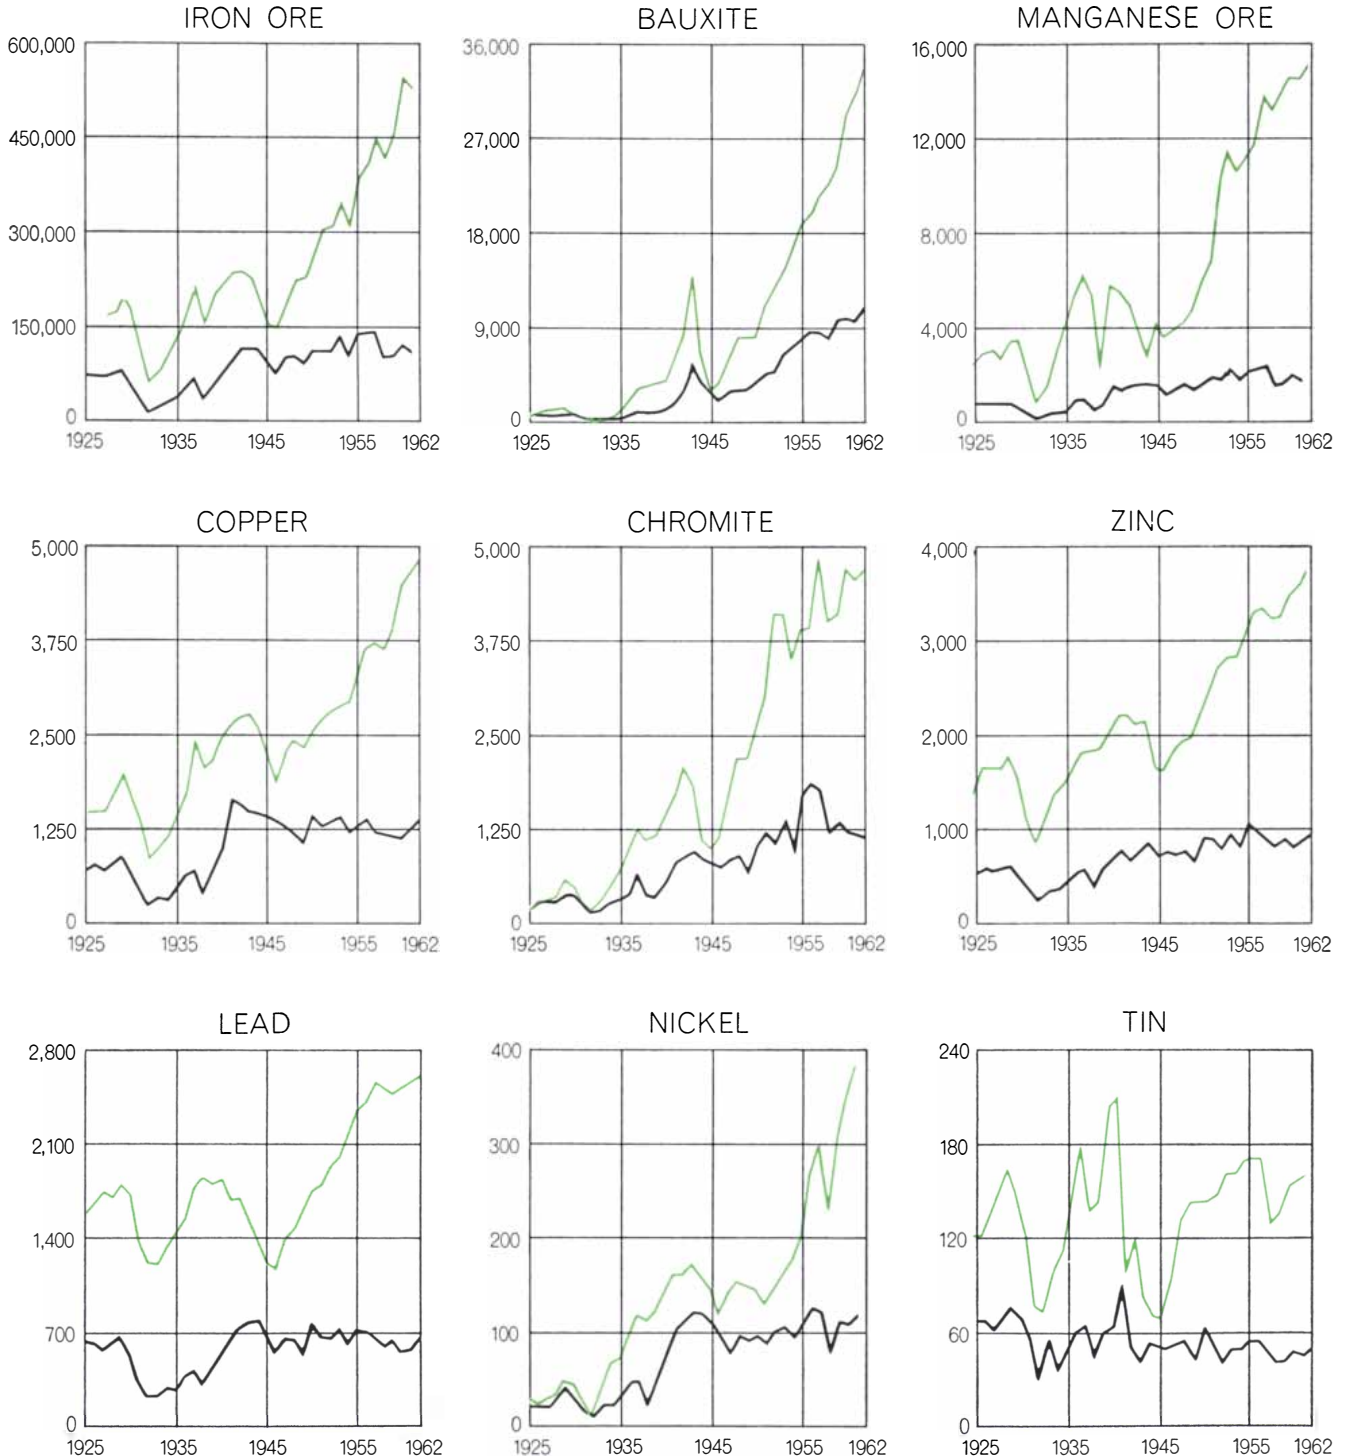 IRON ORE
600,000
450,000
300,000
150,000
0
1925 1935 1945 1955 1962
BAUXITE
36,000
27,000
18,000
9,000
0
1925 1935 1945 1955 1962
MANGANESE ORE
16,000
12,000
8,000
4,000
0
1925 1935 1945 1955 1962
COPPER
5,000
3,750
2,500
1,250
0
1925 1935 1945 1955 1962
CHROMITE
5,000
3,750
2,500
1,250
0
1925 1935 1945 1955 1962
ZINC
4,000
3,000
2,000
1,000
0
1925 1935 1945 1955 1962
LEAD
2,800
2,100
1,400
700
0
1925 1935 1945 1955 1962
NICKEL
400
300
200
100
0
1925 1935 1945 1955 1962
TIN
240
180
120
60
0
1925 1935 1945 1955 1962